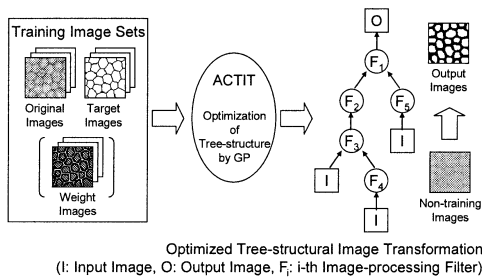 Training Image Sets
Original
Images
Target
Images
Weight
Images
ACTIT
Optimization
of
Tree-structure
by GP
O
F1
F2
F5
F3
I
I
F4
I
Output
Images
Non-training
Images
Optimized Tree-structural Image Transformation
(I: Input Image, O: Output Image, Fi: i-th Image-processing Filter)